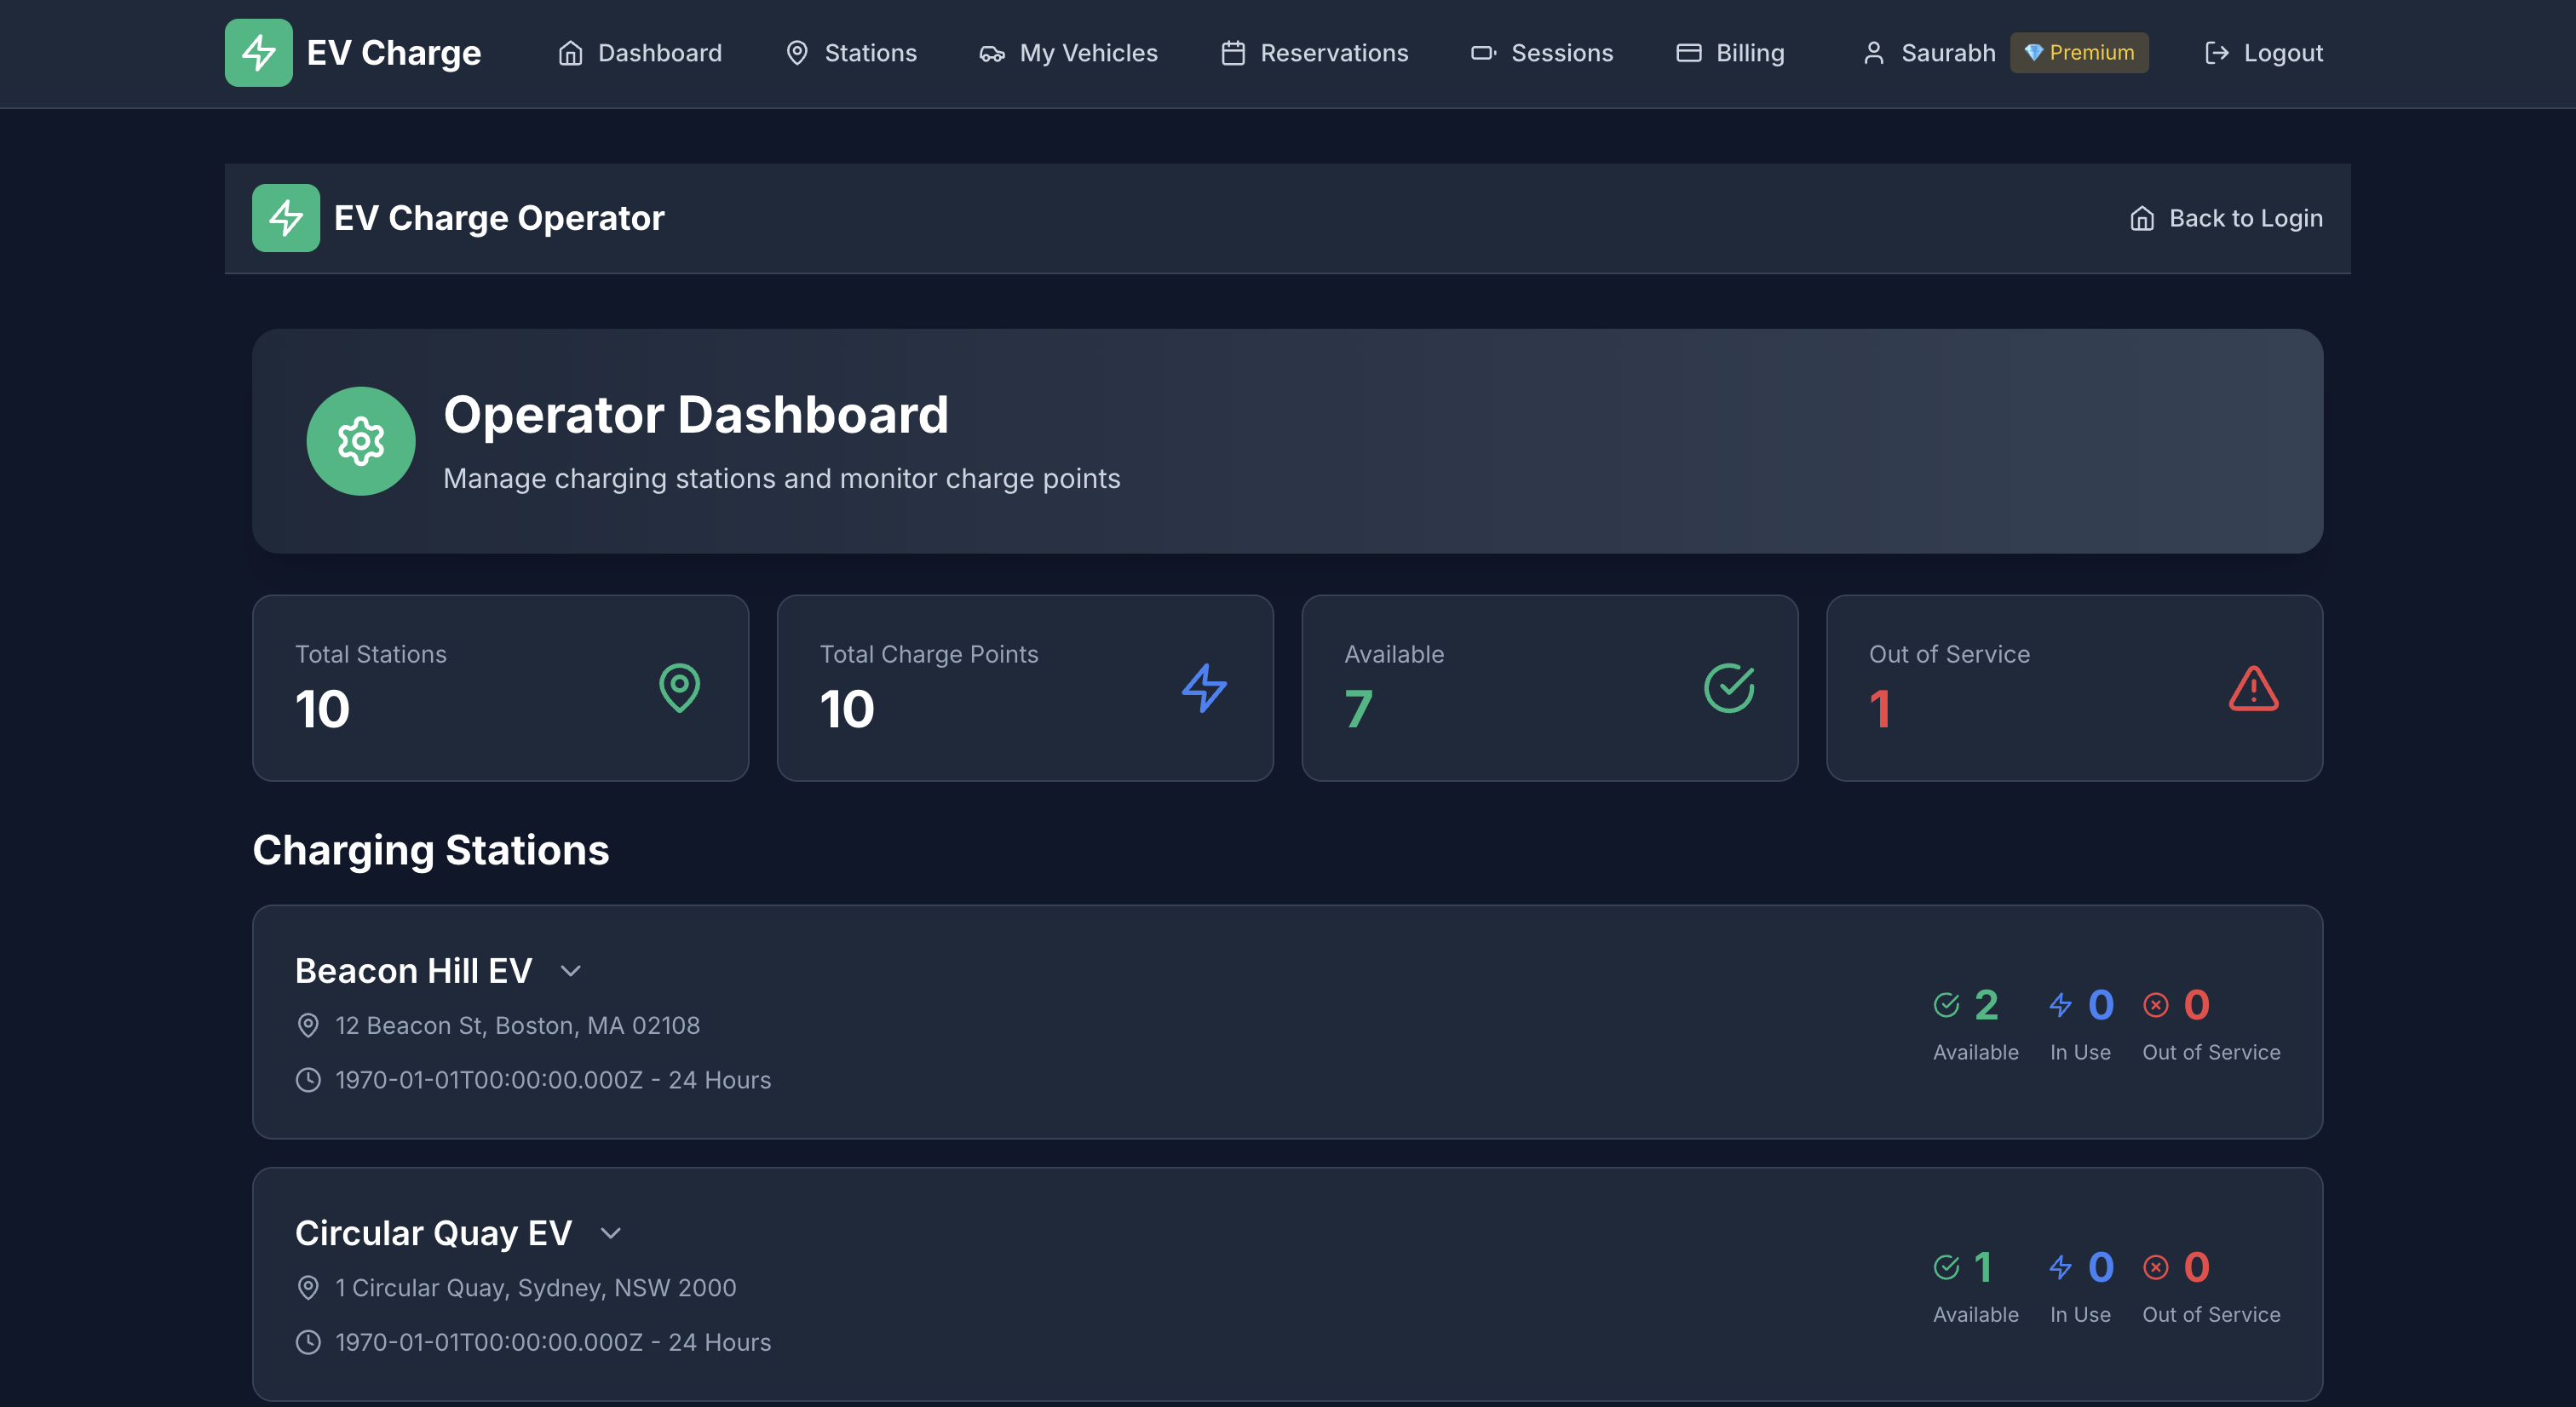 EV Charge Dashboard Stations My Vehicles Reservations Sessions Billing Saurabh 💎 Premium Logout
EV Charge Operator Back to Login
Operator Dashboard
Manage charging stations and monitor charge points
Total Stations
10
Total Charge Points
10
Available
7
Out of Service
1
Charging Stations
Beacon Hill EV
12 Beacon St, Boston, MA 02108
1970-01-01T00:00:00.000Z - 24 Hours
2 0 0
Available In Use Out of Service
Circular Quay EV
1 Circular Quay, Sydney, NSW 2000
1970-01-01T00:00:00.000Z - 24 Hours
1 0 0
Available In Use Out of Service